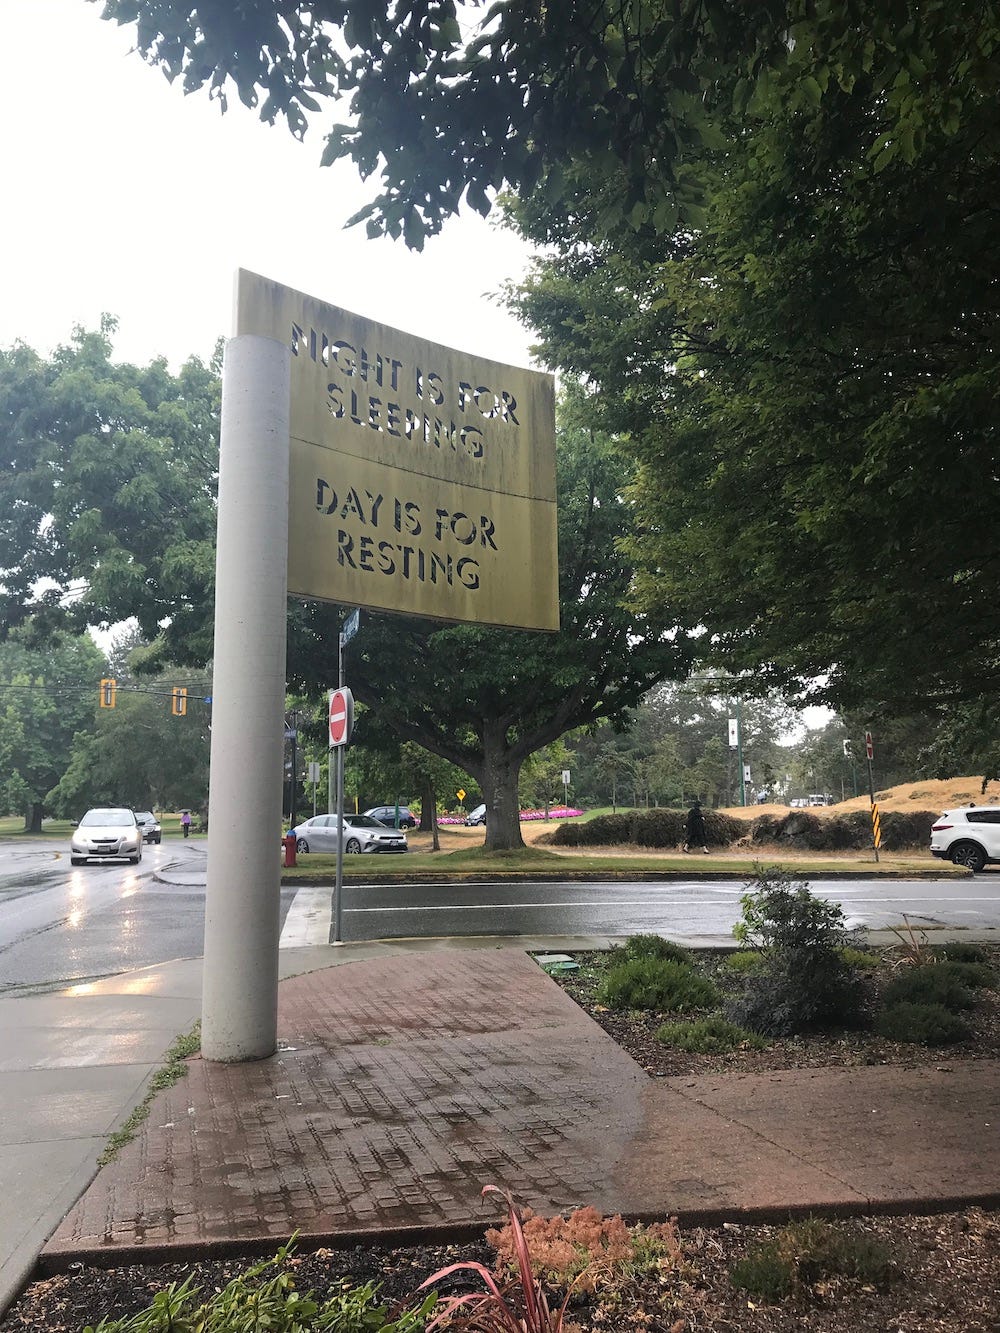 NIGHT IS FOR
SLEEPING
DAY IS FOR
RESTING